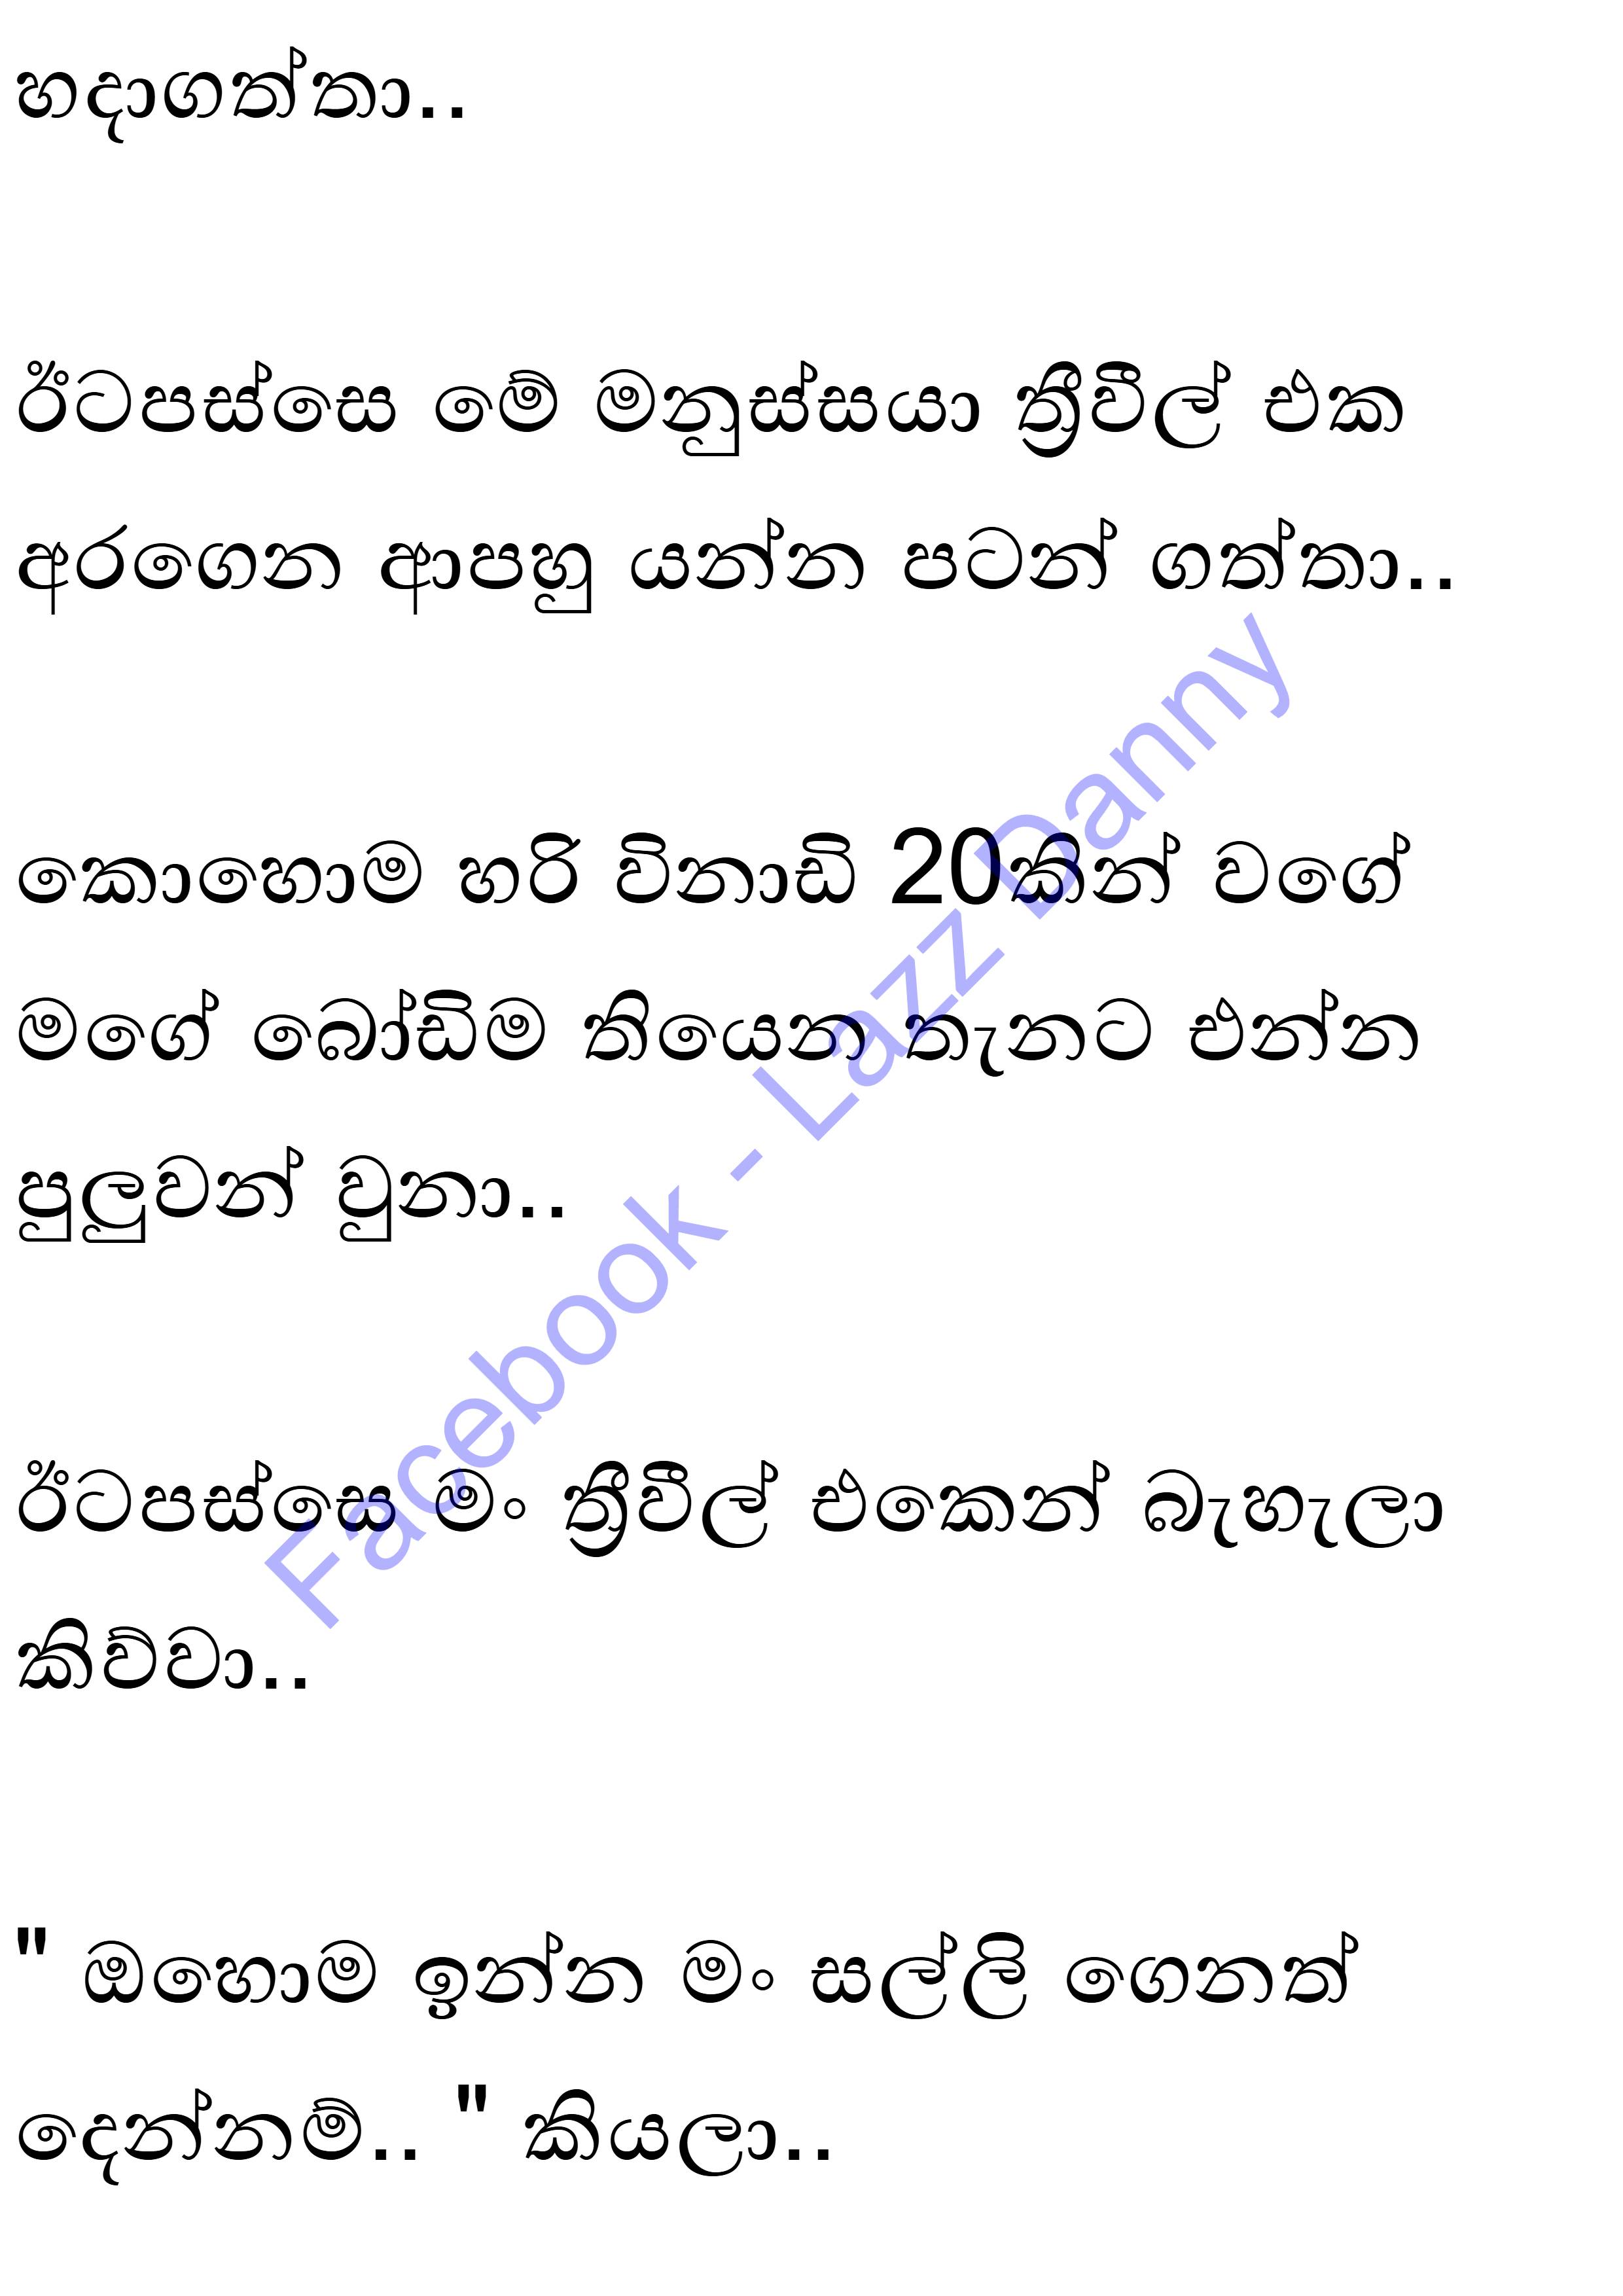 හදාගත්තා..
ඊටපස්සෙ මේ මනුස්සයා ත්‍රීවීල් එක
අරගෙන ආපහු යන්න පටන් ගත්තා..
කොහොම හරි විනාඩි 20කින් වගේ
මගේ බෝඩිම තියෙන තැනට එන්න
පුලුවන් වුනා..
ඊටපස්සෙ මං ත්‍රීවීල් එකෙන් බැහැලා
කිව්වා..
" ඔහොම ඉන්න මං සල්ලි ගෙනත්
දෙන්නම්.. " කියලා..
Facebook - Lazz Danny